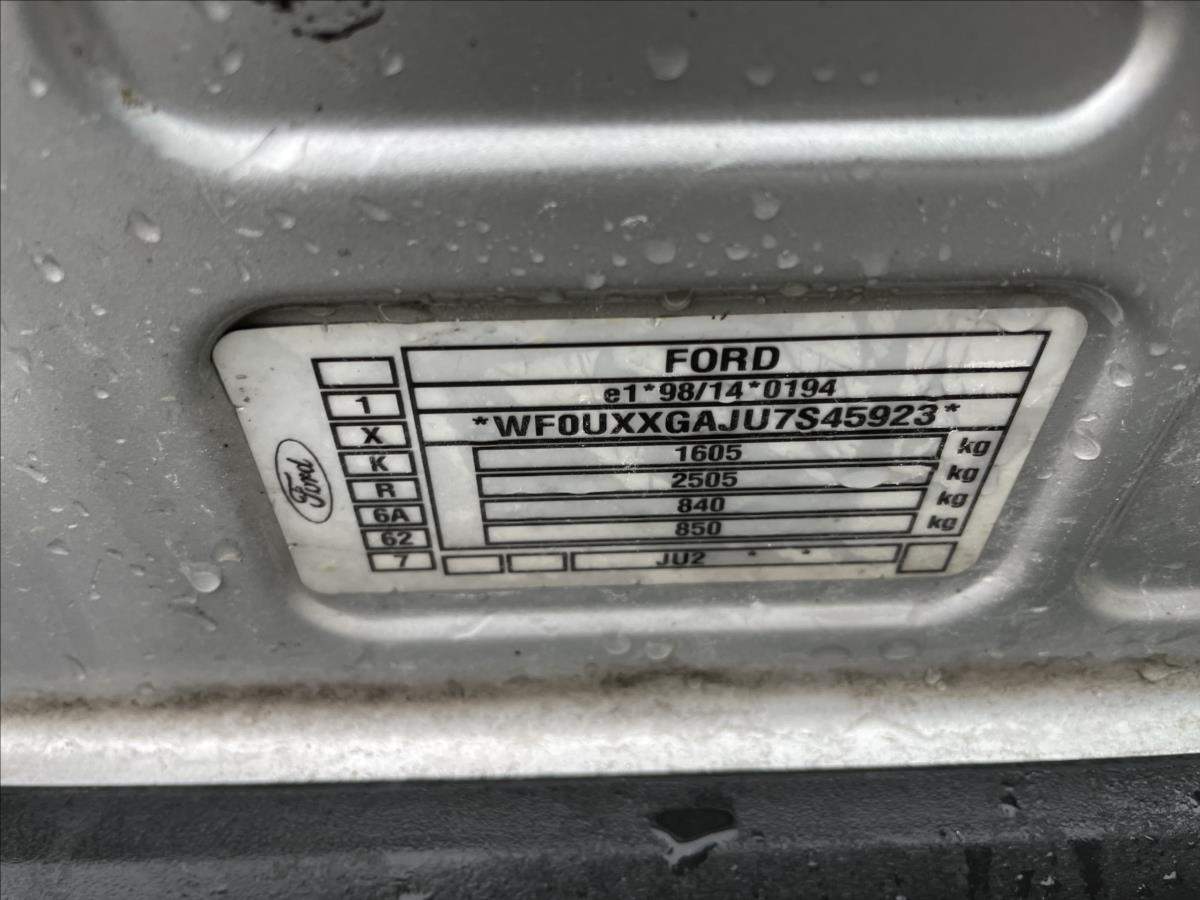 FORD
e1*98/14*0194
*WF0UXXGAJU7S45923*
1605 kg
2505 kg
840 kg
850 kg
JU2 * *
1
X
K
R
6A
62
7
Ford